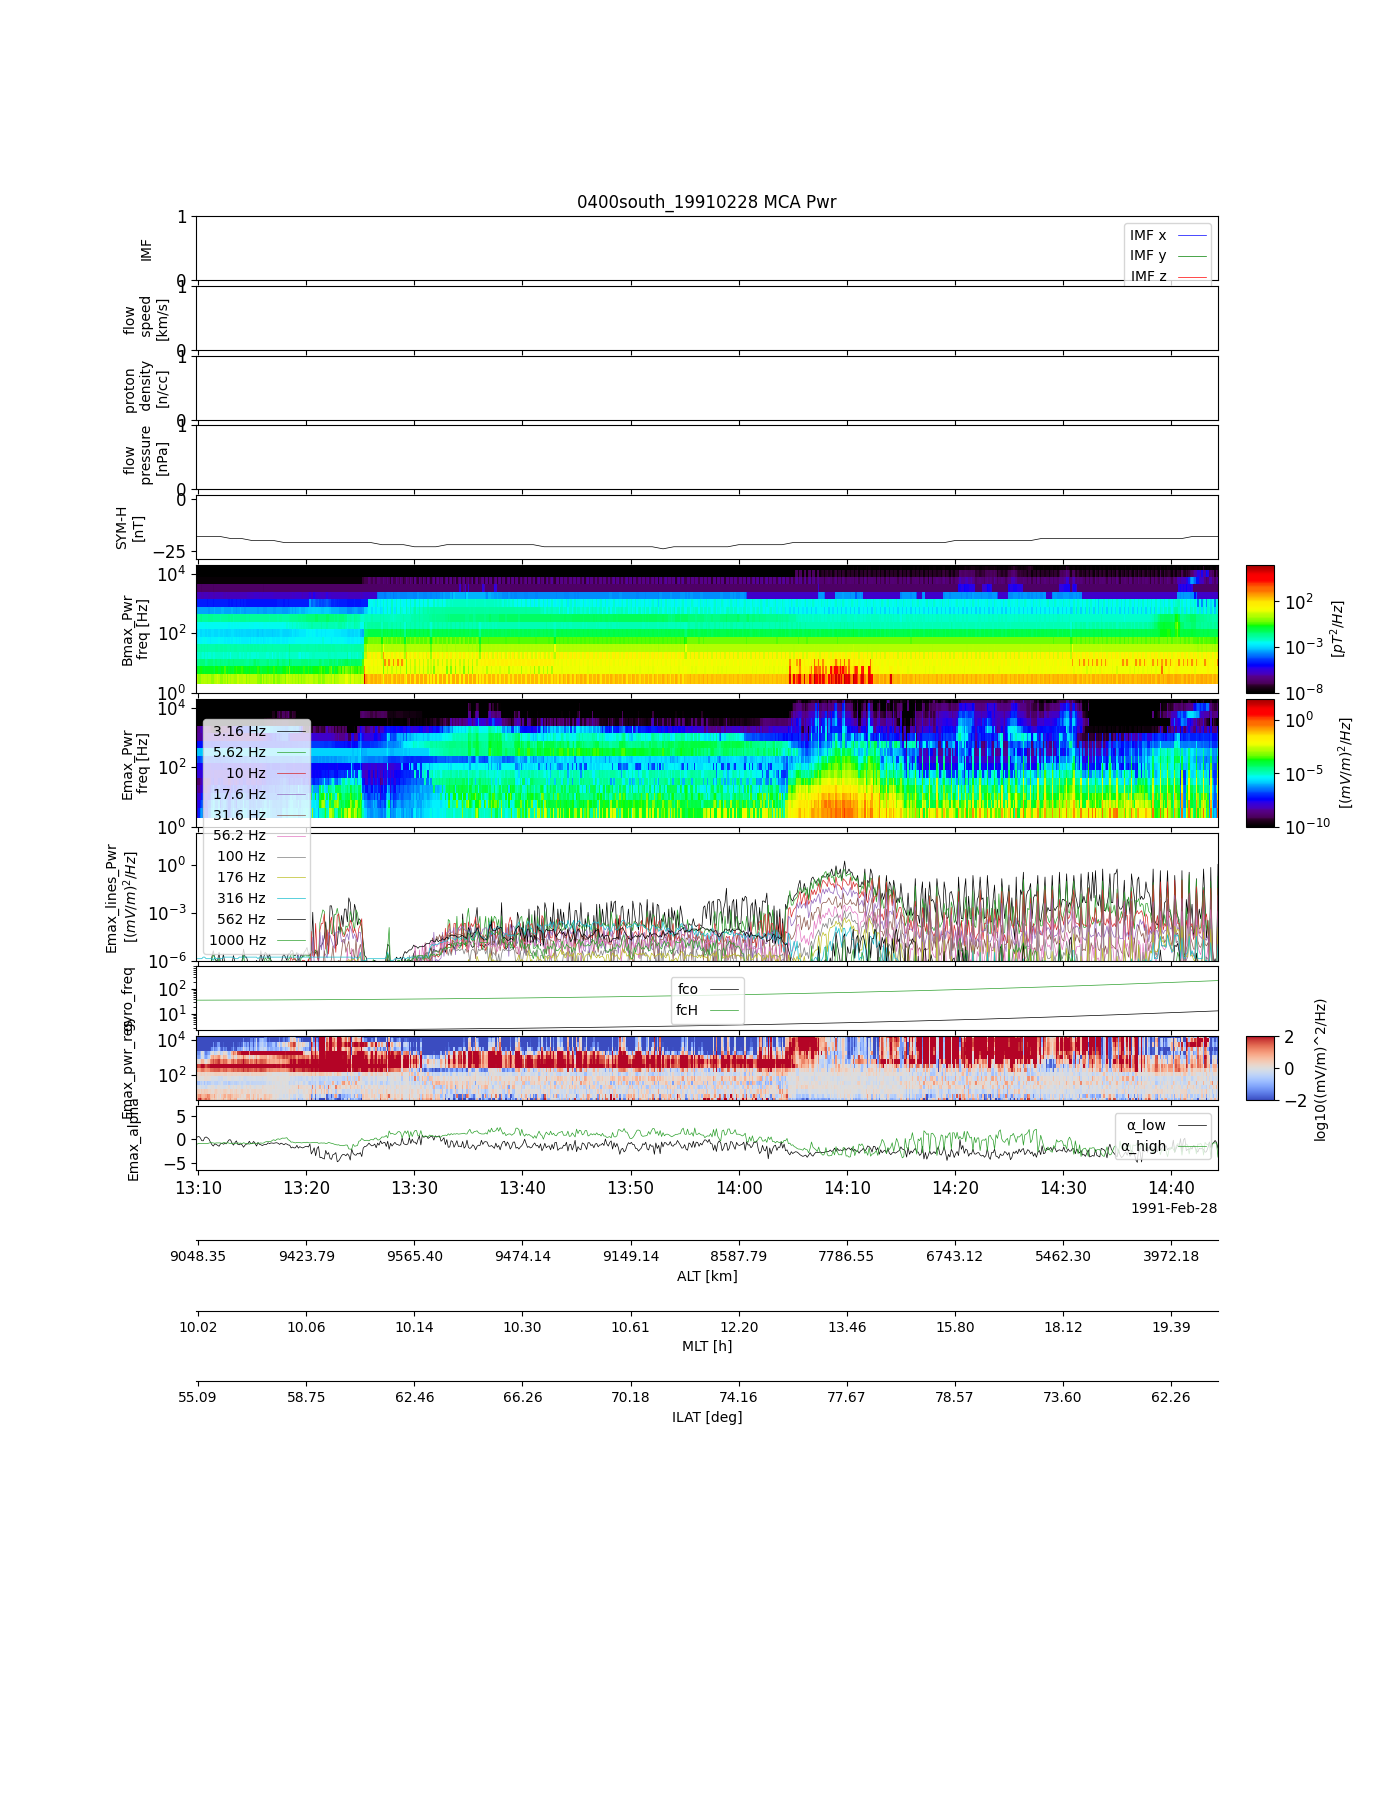 0400south_19910228 MCA Pwr
1
IMF
0
IMF x
IMF y
IMF z
1
flow
speed
[km/s]
0
1
proton
density
[n/cc]
0
1
flow
pressure
[nPa]
0
0
SYM-H
[nT]
−25
10^4
Bmax_Pwr
freq [Hz]
10^2
10^0
10^2
10^−3
10^−8
[pT^2/Hz]
10^4
Emax_Pwr
freq [Hz]
10^2
10^0
10^0
10^−5
10^−10
[(mV/m)^2/Hz]
3.16 Hz
5.62 Hz
10 Hz
17.6 Hz
31.6 Hz
56.2 Hz
100 Hz
176 Hz
316 Hz
562 Hz
1000 Hz
Emax_lines_Pwr
[(mV/m)^2/Hz]
10^0
10^−3
10^−6
gyro_freq
10^2
10^1
fco
fcH
10^4
10^2
2
0
−2
log10((mV/m)^2/Hz)
Emax_alpha
5
0
−5
α_low
α_high
13:10 13:20 13:30 13:40 13:50 14:00 14:10 14:20 14:30 14:40
1991-Feb-28
9048.35 9423.79 9565.40 9474.14 9149.14 8587.79 7786.55 6743.12 5462.30 3972.18
ALT [km]
10.02 10.06 10.14 10.30 10.61 12.20 13.46 15.80 18.12 19.39
MLT [h]
55.09 58.75 62.46 66.26 70.18 74.16 77.67 78.57 73.60 62.26
ILAT [deg]